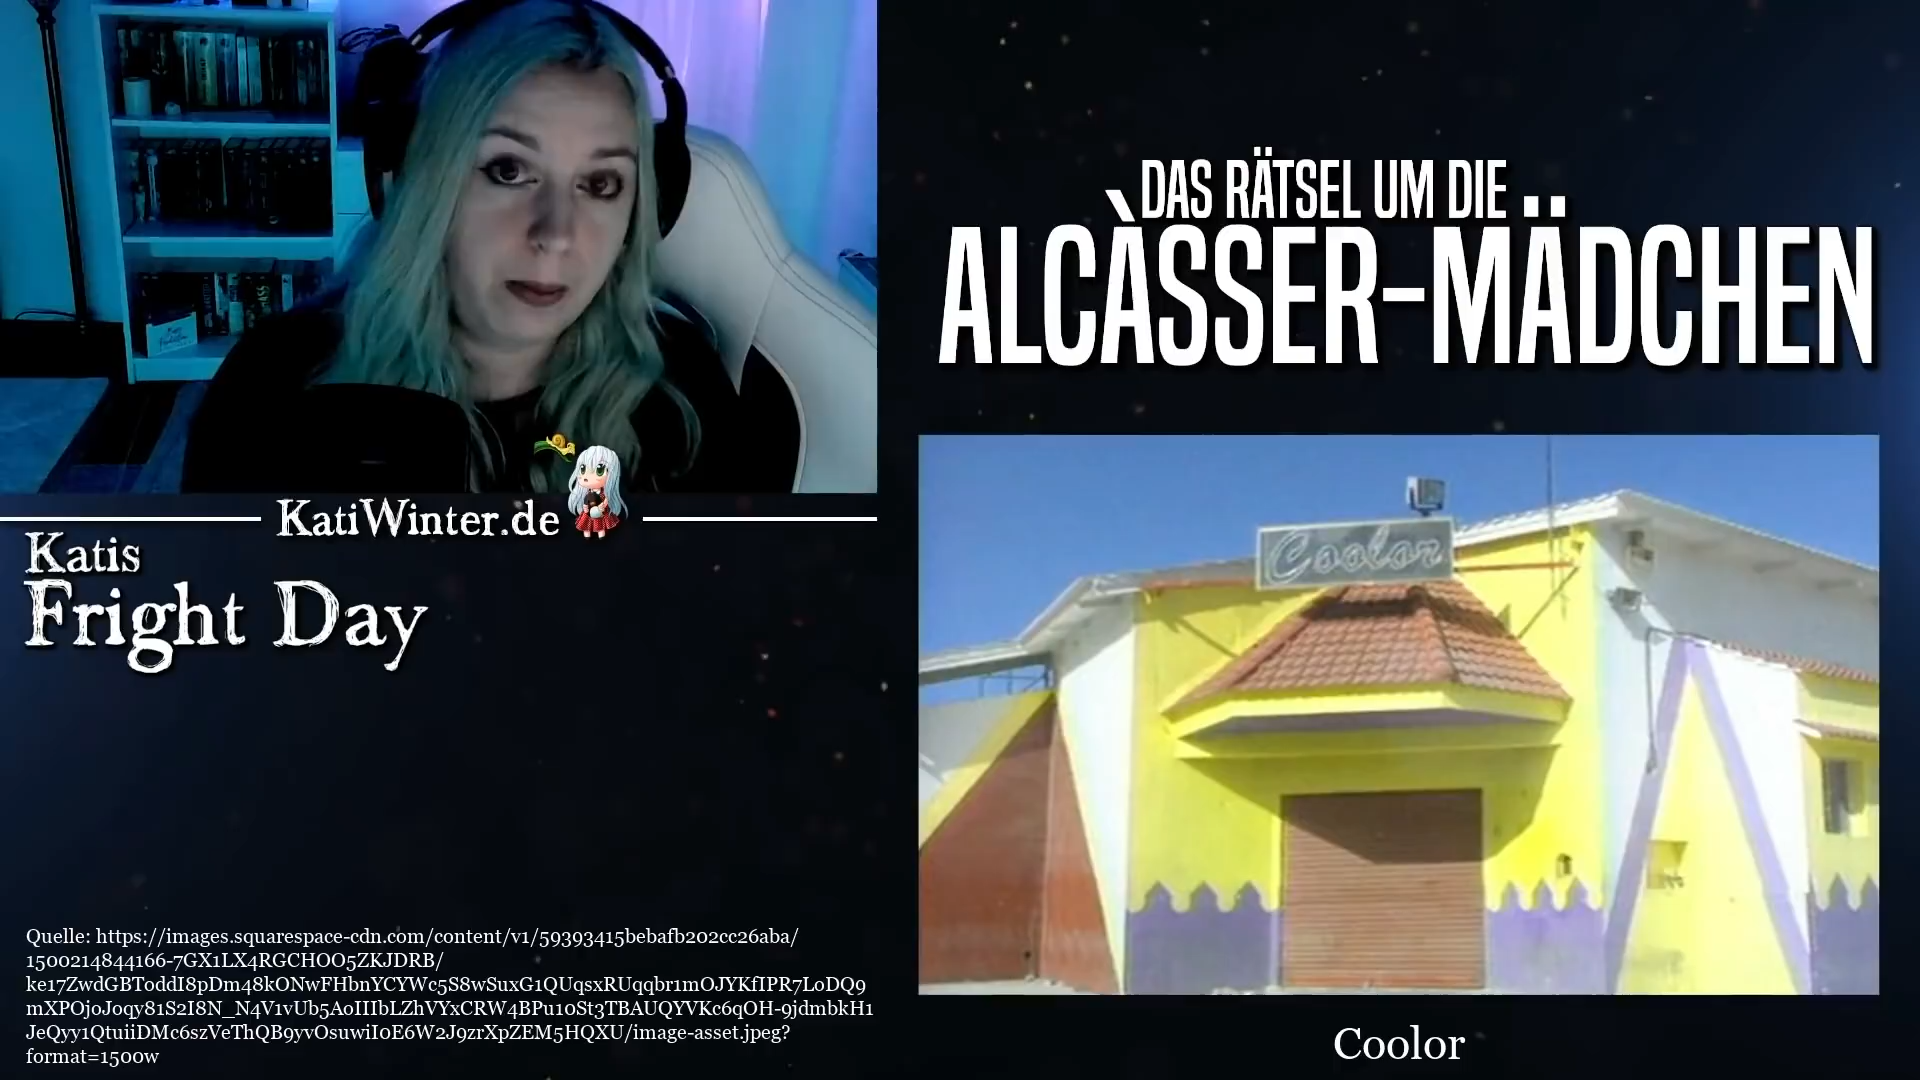 DAS RÄTSEL UM DIE
ALCÀSSER-MÄDCHEN
KatiWinter.de
Katis
Fright Day
Coolor
Quelle: https://images.squarespace-cdn.com/content/v1/59393415bebafb202cc26aba/
1500214844166-7GX1LX4RGCHOO5ZKJDRB/
ke17ZwdGBToddI8pDm48kONwFHbnYCYWc5S8wSuxG1QUqsxRUqqbr1mOJYKfIPR7LoDQ9
mXPOjoJoqy81S2I8N_N4V1vUb5AoIIIbLZhVYxCRW4BPu10St3TBAUQYVKc6qOH-9jdmbkH1
JeQyy1QtuiiDMc6szVeThQB9yvOsuwiI0E6W2J9zrXpZEM5HQXU/image-asset.jpeg?
format=1500w
Coolor